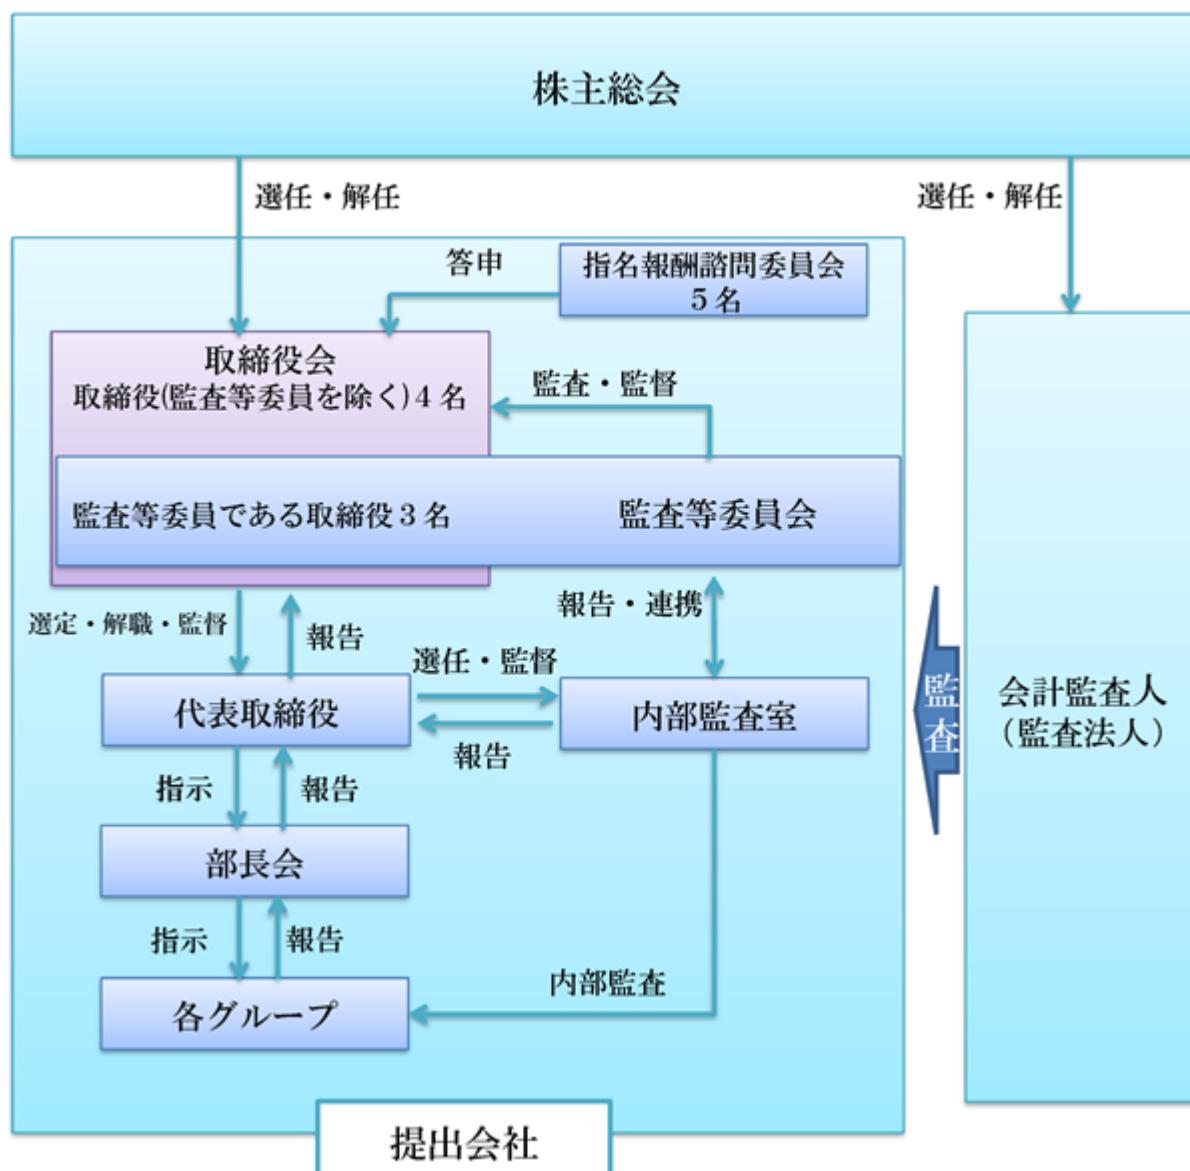 株主総会
選任・解任
選任・解任
答申
指名報酬諮問委員会
5名
取締役会
取締役(監査等委員を除く)4名
監査・監督
監査等委員である取締役3名
監査等委員会
選定・解職・監督
報告
報告・連携
選任・監督
代表取締役
内部監査室
報告
監査
会計監査人
（監査法人）
指示
報告
部長会
指示
報告
内部監査
各グループ
提出会社